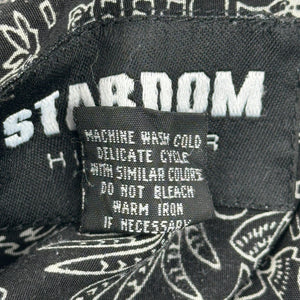 STARDOM
MACHINE WASH COLD
DELICATE CYCLE
WITH SIMILAR COLORS
DO NOT BLEACH
WARM IRON
IF NECESSARY